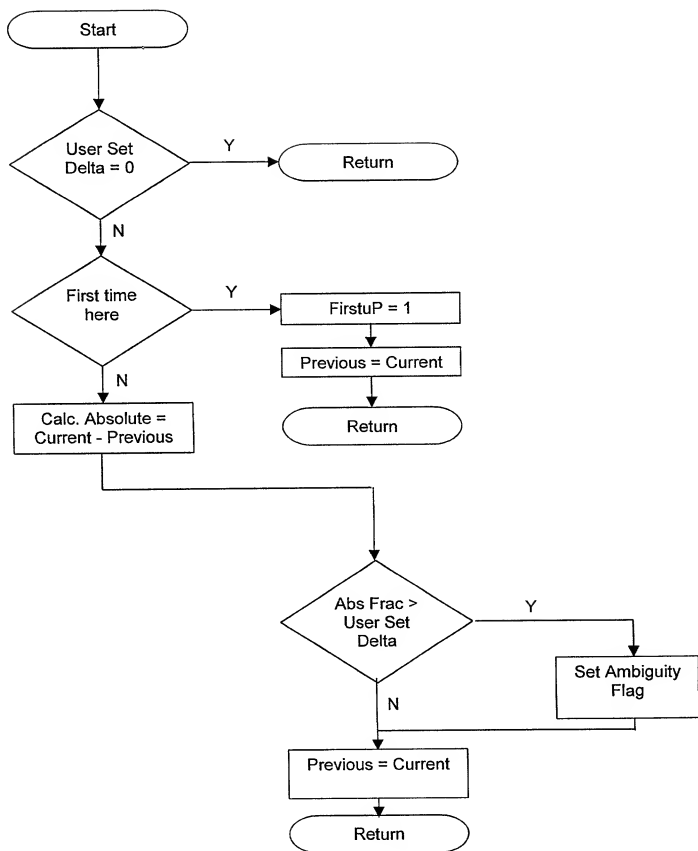 Start
User Set
Delta = 0
Y
Return
N
First time
here
Y
FirstuP = 1
Previous = Current
Return
N
Calc. Absolute =
Current - Previous
Abs Frac >
User Set
Delta
Y
Set Ambiguity
Flag
N
Previous = Current
Return